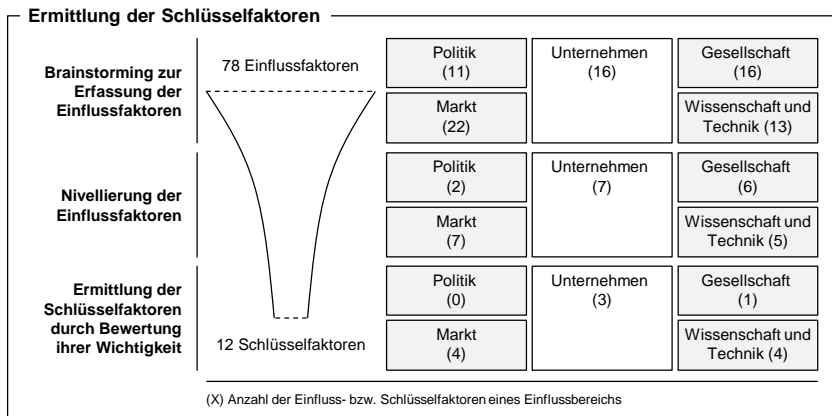 Ermittlung der Schlüsselfaktoren
Brainstorming zur
Erfassung der
Einflussfaktoren
78 Einflussfaktoren
Politik
(11)
Unternehmen
(16)
Gesellschaft
(16)
Markt
(22)
Wissenschaft und
Technik (13)
Nivellierung der
Einflussfaktoren
Politik
(2)
Unternehmen
(7)
Gesellschaft
(6)
Markt
(7)
Wissenschaft und
Technik (5)
Ermittlung der
Schlüsselfaktoren
durch Bewertung
ihrer Wichtigkeit
12 Schlüsselfaktoren
Politik
(0)
Unternehmen
(3)
Gesellschaft
(1)
Markt
(4)
Wissenschaft und
Technik (4)
(X) Anzahl der Einfluss- bzw. Schlüsselfaktoren eines Einflussbereichs